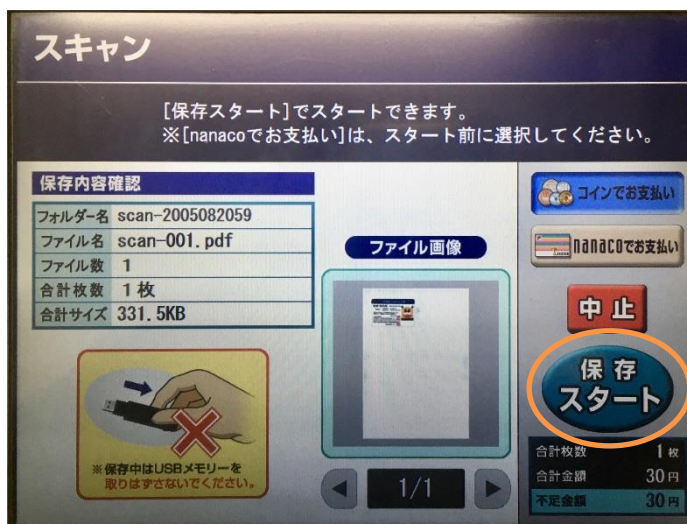 スキャン
[保存スタート]でスタートできます。
※[nanacoでお支払い]は、スタート前に選択してください。
保存内容確認
フォルダー名 scan-2005082059
ファイル名 scan-001.pdf
ファイル数 1
合計枚数 1枚
合計サイズ 331.5KB
ファイル画像
コインでお支払い
nanacoでお支払い
中止
保存
スタート
※保存中はUSBメモリーを
取りはずさないでください。
1/1
合計枚数 1枚
合計金額 30円
不足金額 30円